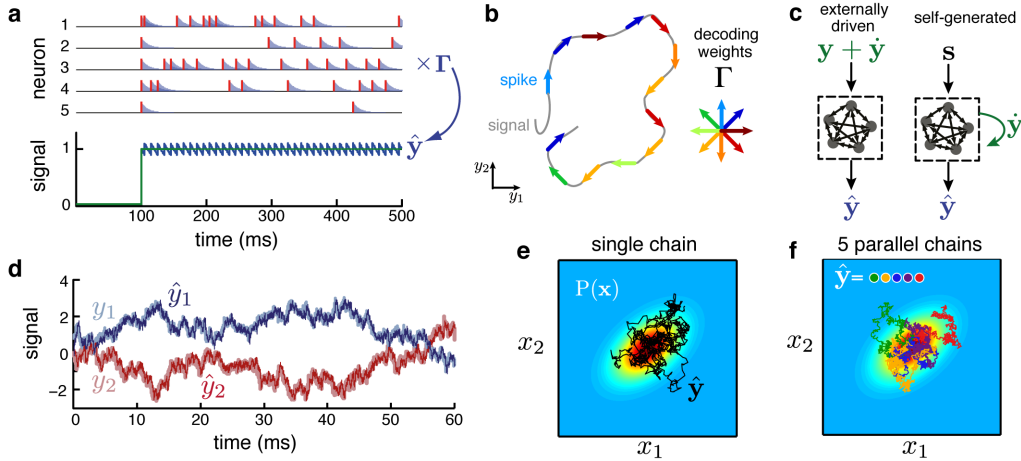 a
neuron
1
2
3
4
5
× Γ
signal
1
0
ŷ
100 200 300 400 500
time (ms)
b
spike
signal
y₂
y₁
decoding
weights
Γ
c
externally
driven
self-generated
y + ẏ
s
ẏ
ŷ
ŷ
d
signal
4
2
0
−2
y₁
ŷ₁
y₂
ŷ₂
0 10 20 30 40 50 60
time (ms)
e
single chain
P(x)
x₂
ŷ
x₁
f
5 parallel chains
ŷ=
x₂
x₁